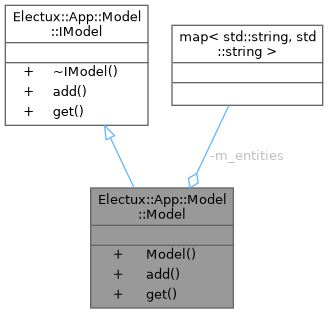 Electux::App::Model
::IModel
+ ~IModel()
+ add()
+ get()
map< std::string, std
::string >
-m_entities
Electux::App::Model
::Model
+ Model()
+ add()
+ get()